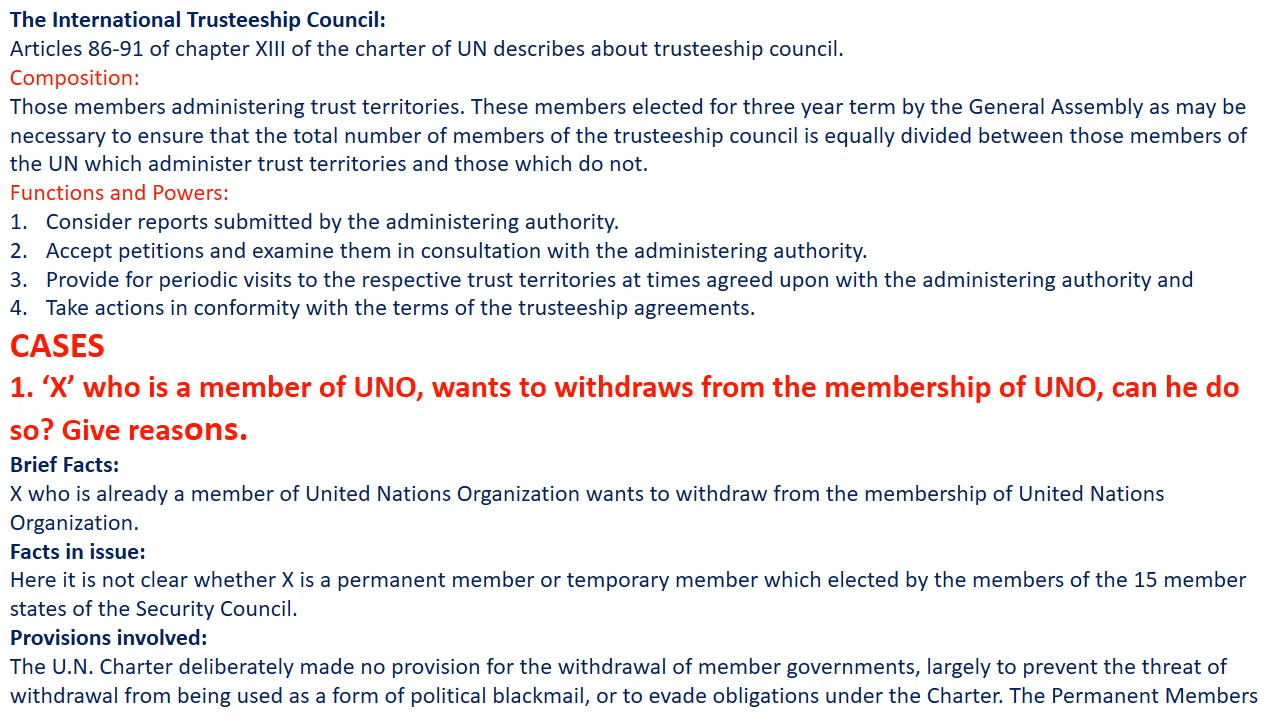 The International Trusteeship Council:
Articles 86-91 of chapter XIII of the charter of UN describes about trusteeship council.
Composition:
Those members administering trust territories. These members elected for three year term by the General Assembly as may be
necessary to ensure that the total number of members of the trusteeship council is equally divided between those members of
the UN which administer trust territories and those which do not.
Functions and Powers:
1. Consider reports submitted by the administering authority.
2. Accept petitions and examine them in consultation with the administering authority.
3. Provide for periodic visits to the respective trust territories at times agreed upon with the administering authority and
4. Take actions in conformity with the terms of the trusteeship agreements.
CASES
1. ‘X’ who is a member of UNO, wants to withdraws from the membership of UNO, can he do
so? Give reasons.
Brief Facts:
X who is already a member of United Nations Organization wants to withdraw from the membership of United Nations
Organization.
Facts in issue:
Here it is not clear whether X is a permanent member or temporary member which elected by the members of the 15 member
states of the Security Council.
Provisions involved:
The U.N. Charter deliberately made no provision for the withdrawal of member governments, largely to prevent the threat of
withdrawal from being used as a form of political blackmail, or to evade obligations under the Charter. The Permanent Members